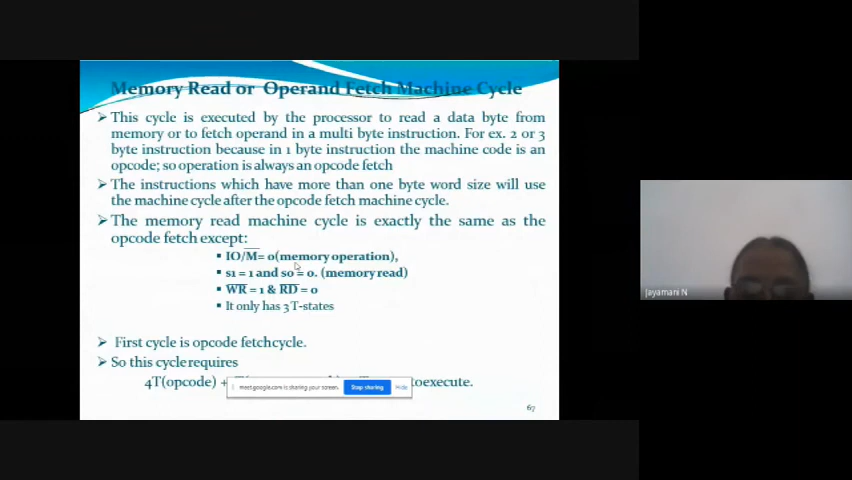 Memory Read or Operand Fetch Machine Cycle
➢ This cycle is executed by the processor to read a data byte from
memory or to fetch operand in a multi byte instruction. For ex. 2 or 3
byte instruction because in 1 byte instruction the machine code is an
opcode; so operation is always an opcode fetch
➢ The instructions which have more than one byte word size will use
the machine cycle after the opcode fetch machine cycle.
➢ The memory read machine cycle is exactly the same as the
opcode fetch except:
▪ IO/M̅= 0(memory operation),
▪ s1 = 1 and s0 = 0. (memory read)
▪ W̅R̅ = 1 & R̅D̅ = 0
▪ It only has 3 T-states
➢ First cycle is opcode fetch cycle.
➢ So this cycle requires
4T(opcode) + toexecute.
meet.google.com is sharing your screen. Stop sharing Hide
67
Jayamani N